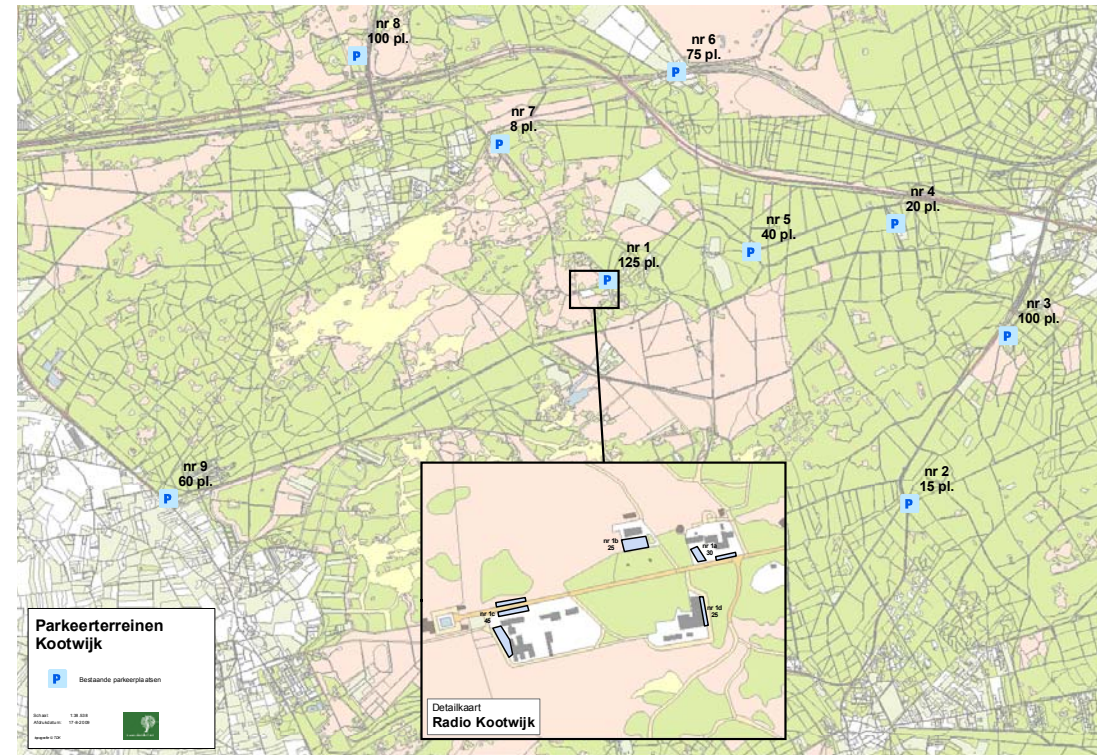 nr 8
100 pl.
P
nr 6
75 pl.
P
nr 7
8 pl.
P
nr 4
20 pl.
P
nr 5
40 pl.
P
nr 1
125 pl.
P
nr 3
100 pl.
P
nr 9
60 pl.
P
nr 2
15 pl.
P
nr 1b
25
nr 1a
30
nr 1c
45
nr 1d
25
Detailkaart
Radio Kootwijk
Parkeerterreinen
Kootwijk
P Bestaande parkeerplaatsen
Schaal:
Afdrukdatum: